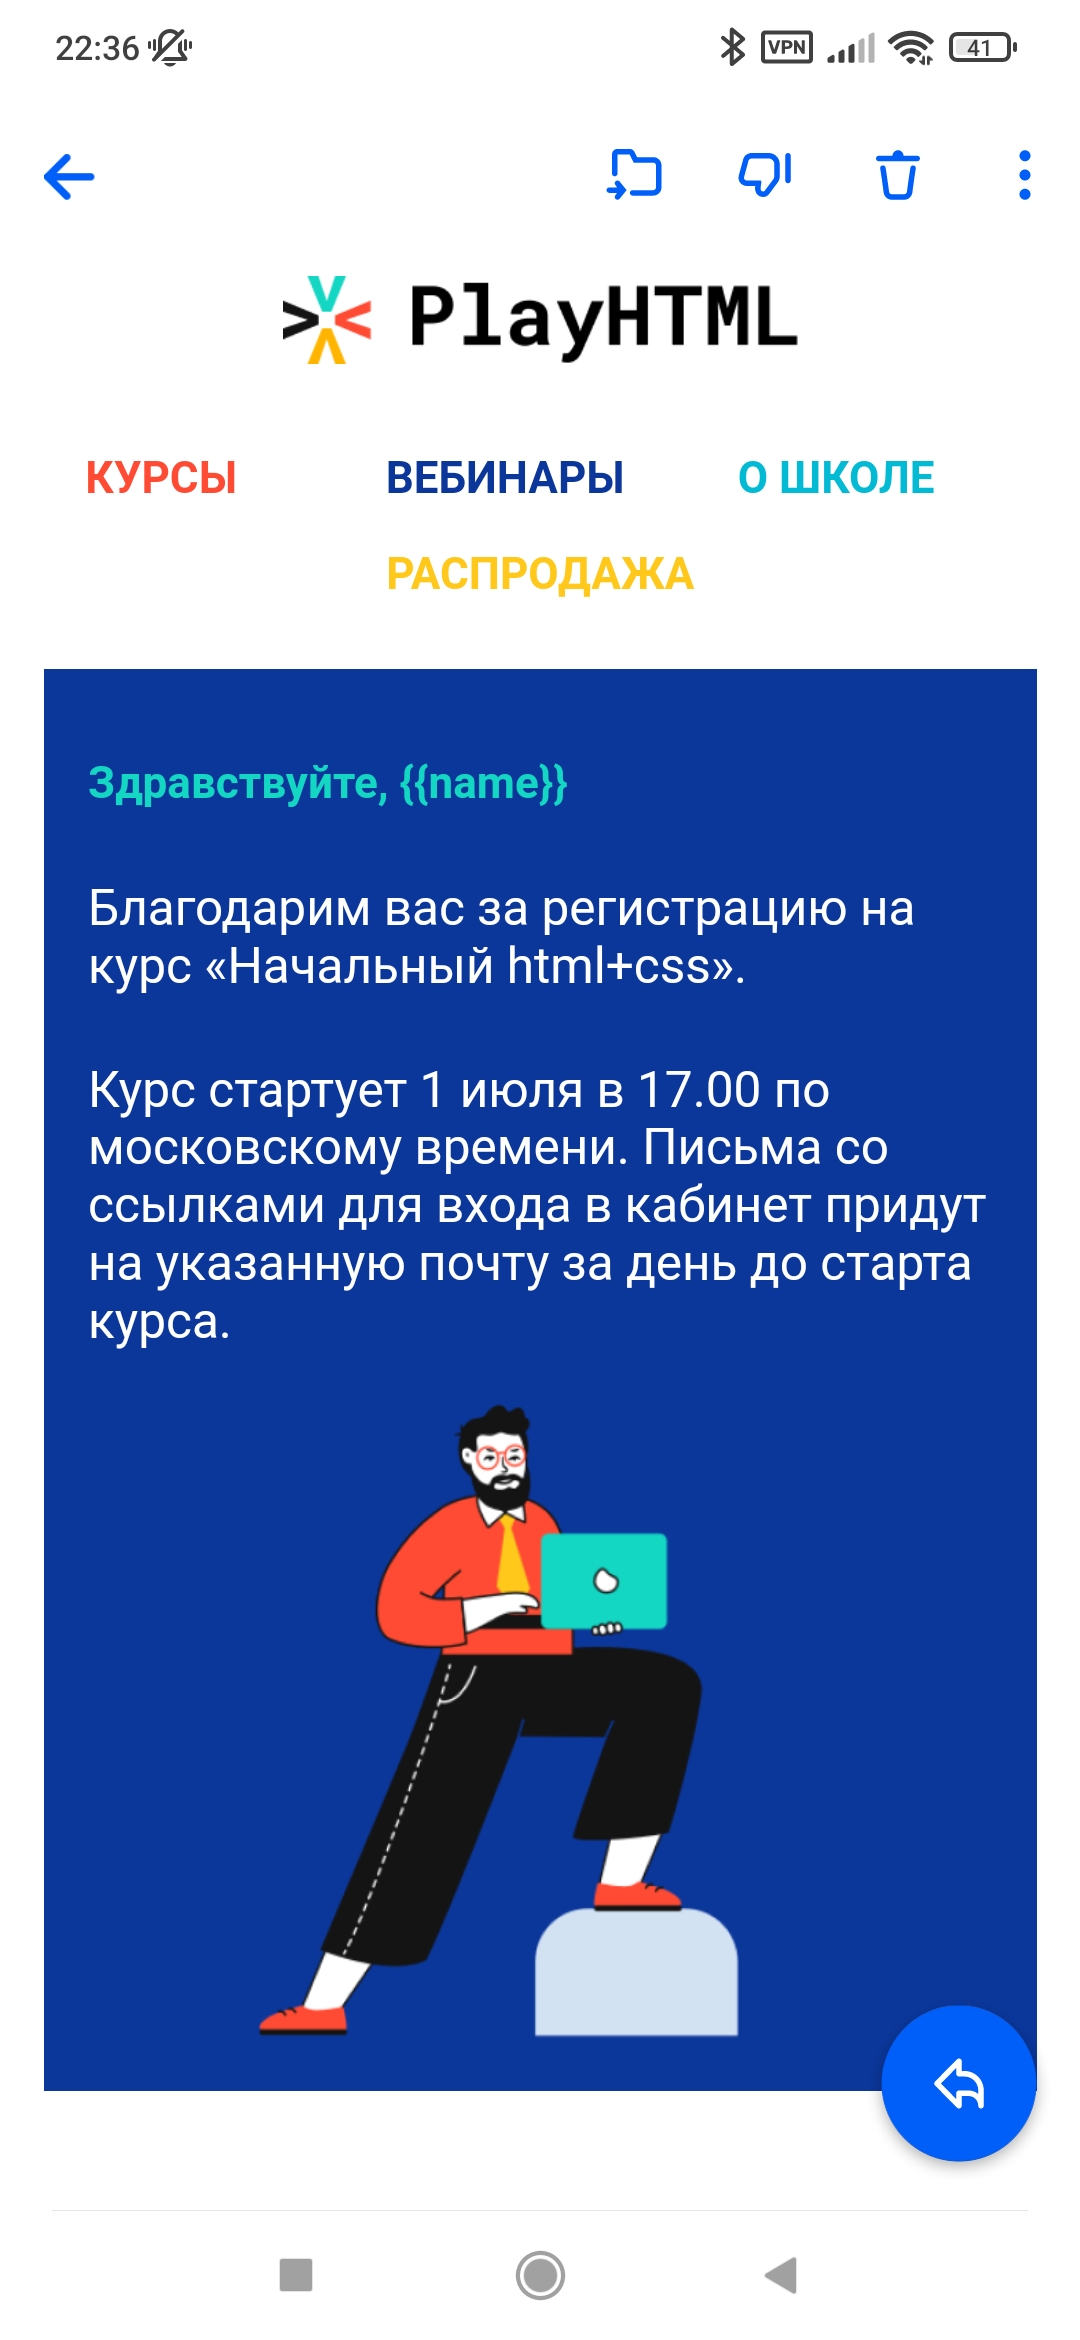 22:36
VPN
41
PlayHTML
КУРСЫ ВЕБИНАРЫ О ШКОЛЕ
РАСПРОДАЖА
Здравствуйте, {{name}}
Благодарим вас за регистрацию на
курс «Начальный html+css».
Курс стартует 1 июля в 17.00 по
московскому времени. Письма со
ссылками для входа в кабинет придут
на указанную почту за день до старта
курса.